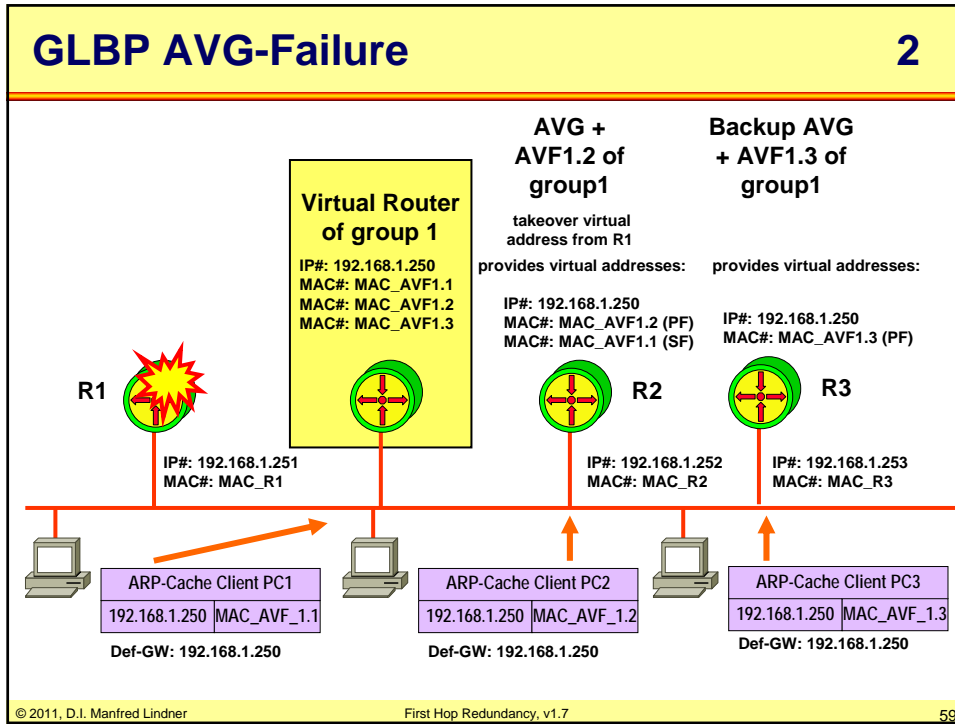 GLBP AVG-Failure 2
AVG +
AVF1.2 of
group1
takeover virtual
address from R1
provides virtual addresses:
IP#: 192.168.1.250
MAC#: MAC_AVF1.2 (PF)
MAC#: MAC_AVF1.1 (SF)
Backup AVG
+ AVF1.3 of
group1
provides virtual addresses:
IP#: 192.168.1.250
MAC#: MAC_AVF1.3 (PF)
Virtual Router
of group 1
IP#: 192.168.1.250
MAC#: MAC_AVF1.1
MAC#: MAC_AVF1.2
MAC#: MAC_AVF1.3
R1
R2
R3
IP#: 192.168.1.251
MAC#: MAC_R1
IP#: 192.168.1.252
MAC#: MAC_R2
IP#: 192.168.1.253
MAC#: MAC_R3
ARP-Cache Client PC1
192.168.1.250 MAC_AVF_1.1
Def-GW: 192.168.1.250
ARP-Cache Client PC2
192.168.1.250 MAC_AVF_1.2
Def-GW: 192.168.1.250
ARP-Cache Client PC3
192.168.1.250 MAC_AVF_1.3
Def-GW: 192.168.1.250
© 2011, D.I. Manfred Lindner First Hop Redundancy, v1.7 59